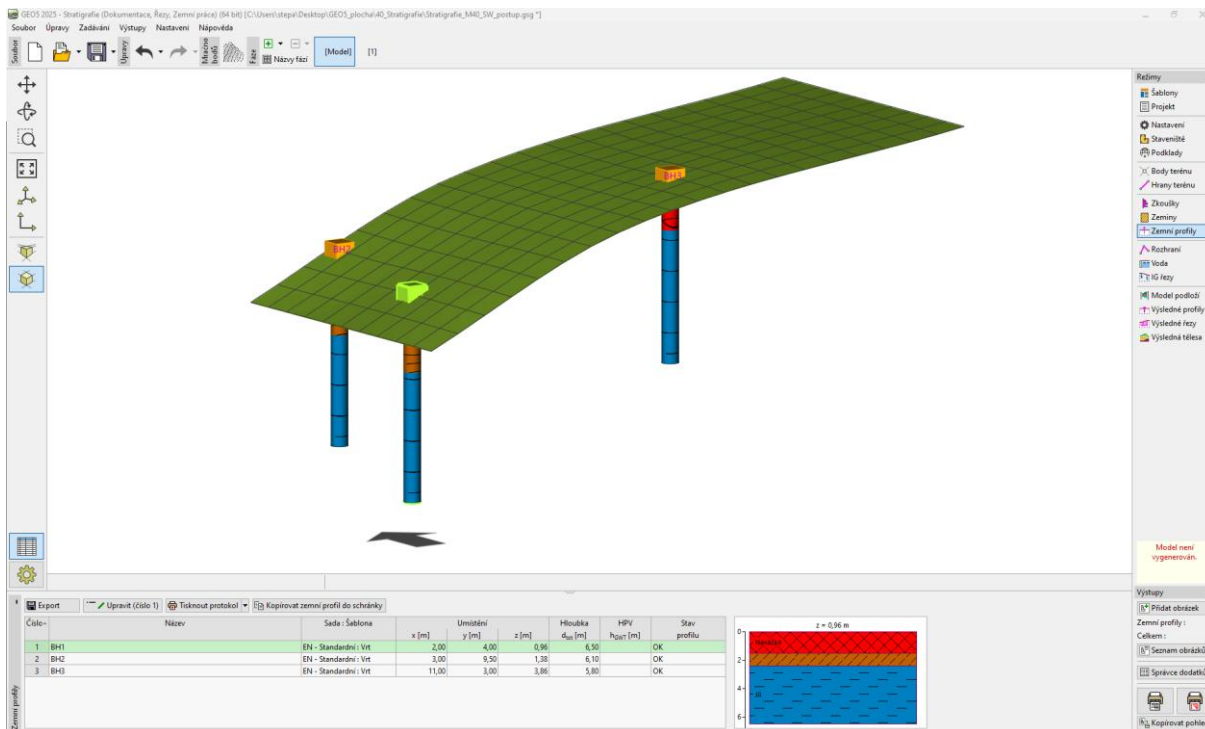 GEO5 2025 - Stratigrafie (Dokumentace, Řezy, Zemní práce) (64 bit) [C:\Users\stepa\Desktop\GEO5_plocha\40_Stratigrafie\Stratigrafie_M40_SW_postup.gsg *]
Soubor Úpravy Zadávání Výstupy Nastavení Nápověda
Soubor
Úpravy
Mračno bodů
Fáze
Názvy fází
[Model]
[1]
BH3
BH2
Režimy
Šablony
Projekt
Nastavení
Staveniště
Podklady
Body terénu
Hrany terénu
Zkoušky
Zeminy
Zemní profily
Rozhraní
Voda
IG řezy
Model podloží
Výsledné profily
Výsledné řezy
Výsledná tělesa
Model není
vygenerován.
Výstupy
Přidat obrázek
Zemní profily :
Celkem :
Seznam obrázků
Správce dodatků
Kopírovat pohled
Export Upravit (číslo 1) Tisknout protokol Kopírovat zemní profil do schránky
Číslo Název Sada : Šablona Umístění Hloubka HPV Stav
x [m] y [m] z [m] [m] hGWT [m] profilu
1 BH1 EN - Standardní : Vrt 2,00 4,00 0,96 6,50 OK
2 BH2 EN - Standardní : Vrt 3,00 9,50 1,38 6,10 OK
3 BH3 EN - Standardní : Vrt 11,00 3,00 3,86 5,80 OK
Zemní profily
z = 0,96 m
0
Navážka
2
4
Jíl
6